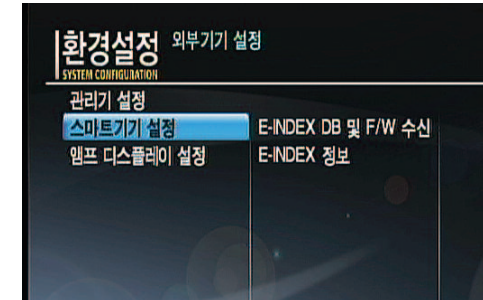 환경설정 외부기기 설정
SYSTEM CONFIGURATION
관리기 설정
스마트기기 설정 E-INDEX DB 및 F/W 수신
앰프 디스플레이 설정 E-INDEX 정보